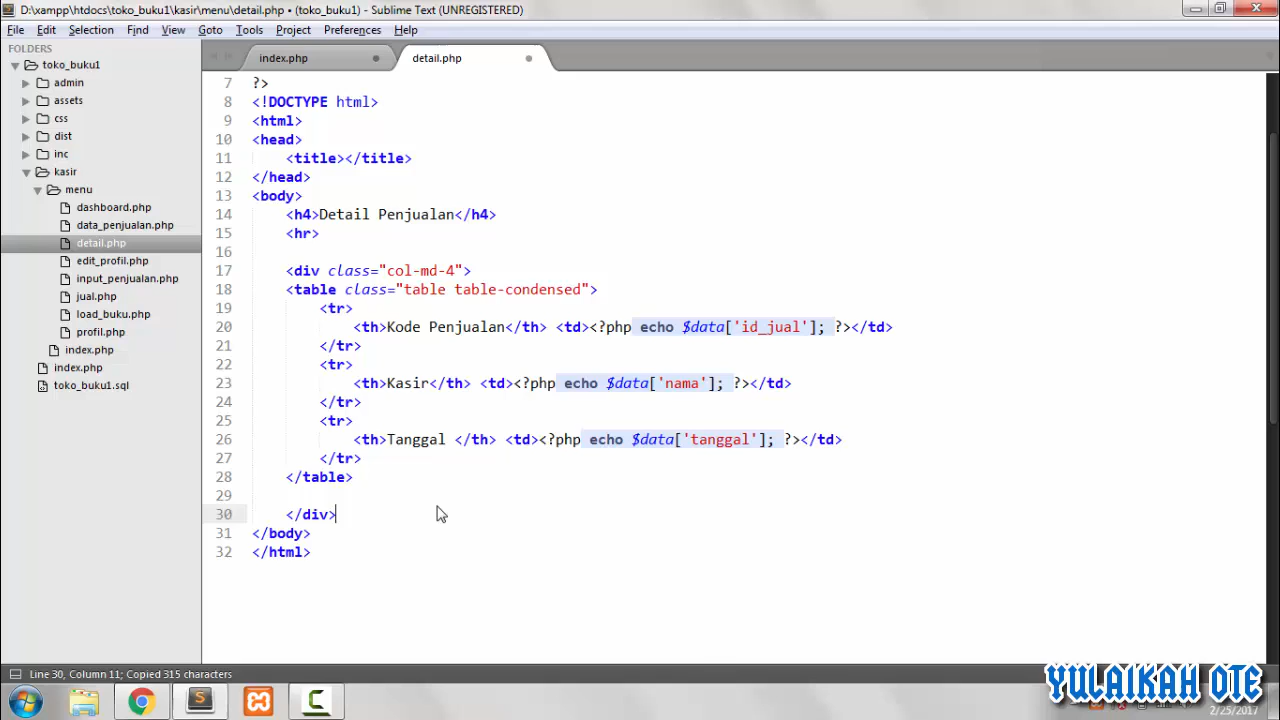 D:\xampp\htdocs\toko_buku1\kasir\menu\detail.php • (toko_buku1) - Sublime Text (UNREGISTERED)
File Edit Selection Find View Goto Tools Project Preferences Help
FOLDERS
toko_buku1
admin
assets
css
dist
inc
kasir
menu
dashboard.php
data_penjualan.php
detail.php
edit_profil.php
input_penjualan.php
jual.php
load_buku.php
profil.php
index.php
index.php
toko_buku1.sql
index.php detail.php
7 ?>
8 <!DOCTYPE html>
9 <html>
10 <head>
11 <title></title>
12 </head>
13 <body>
14 <h4>Detail Penjualan</h4>
15 <hr>
16
17 <div class="col-md-4">
18 <table class="table table-condensed">
19 <tr>
20 <th>Kode Penjualan</th> <td><?php echo $data['id_jual']; ?></td>
21 </tr>
22 <tr>
23 <th>Kasir</th> <td><?php echo $data['nama']; ?></td>
24 </tr>
25 <tr>
26 <th>Tanggal </th> <td><?php echo $data['tanggal']; ?></td>
27 </tr>
28 </table>
29
30 </div>
31 </body>
32 </html>
Line 30, Column 11; Copied 315 characters
YULAIKAH OTE
2/25/2017